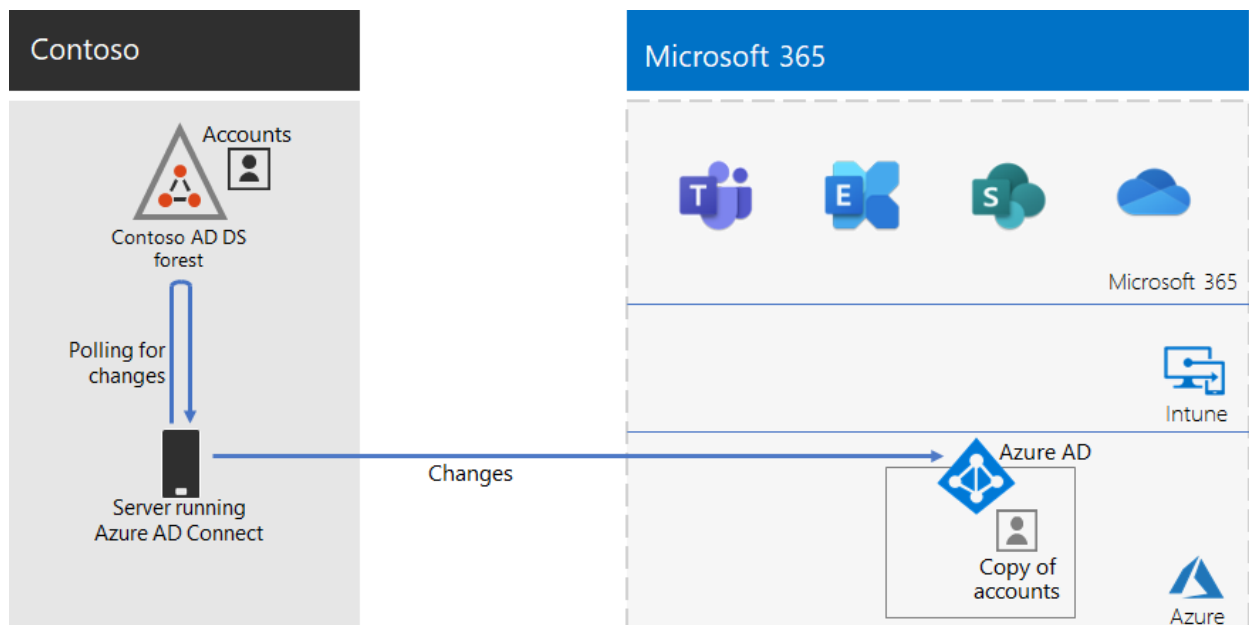 Contoso
Accounts
Contoso AD DS
forest
Polling for
changes
Server running
Azure AD Connect
Changes
Microsoft 365
T
E
S
Microsoft 365
Intune
Azure AD
Copy of
accounts
Azure